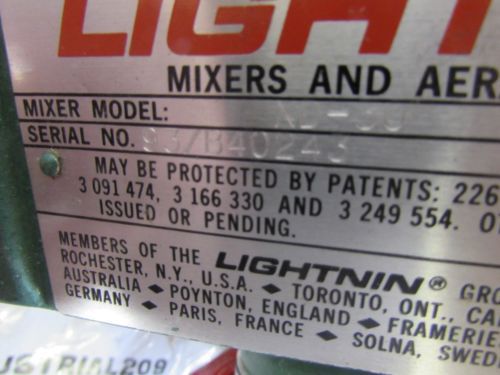 LIGHT
MIXERS AND AER
MIXER MODEL:
SERIAL NO. 937B40243
MAY BE PROTECTED BY PATENTS: 226
3 091 474, 3 166 330 AND 3 249 554. O
ISSUED OR PENDING.
MEMBERS OF THE LIGHTNIN® GRO
ROCHESTER, N.Y., U.S.A. ◆ TORONTO, ONT., CA
AUSTRALIA ◆ POYNTON, ENGLAND ◆ FRAMERIE
GERMANY ◆ PARIS, FRANCE ◆ SOLNA, SWED
USTRIAL209